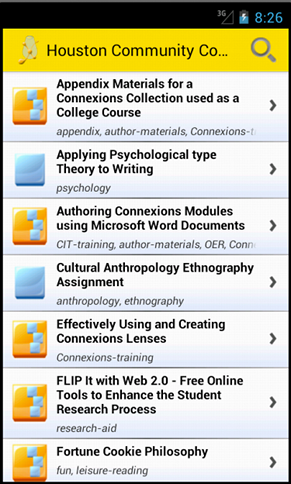 3G 8:26
Houston Community Co...
Appendix Materials for a
Connexions Collection used as a
College Course
appendix, author-materials, Connexions-t
Applying Psychological type
Theory to Writing
psychology
Authoring Connexions Modules
using Microsoft Word Documents
CIT-training, author-materials, OER, Conn
Cultural Anthropology Ethnography
Assignment
anthropology, ethnography
Effectively Using and Creating
Connexions Lenses
Connexions-training
FLIP It with Web 2.0 - Free Online
Tools to Enhance the Student
Research Process
research-aid
Fortune Cookie Philosophy
fun, leisure-reading